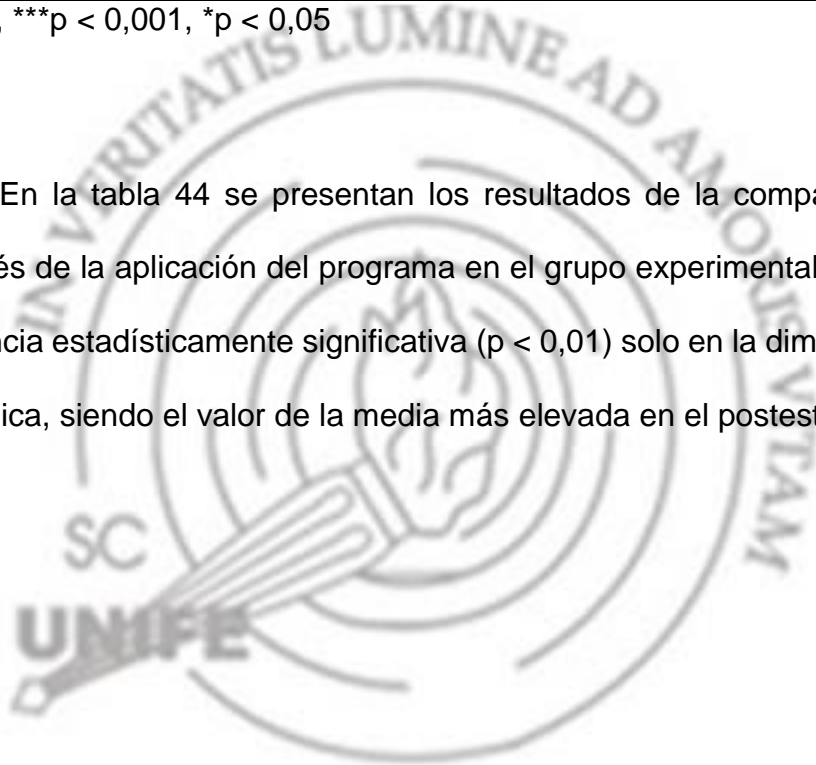 , ***p < 0,001, *p < 0,05
IN VERITATIS LUMINE AD AMORIS VITAM
En la tabla 44 se presentan los resultados de la compa
és de la aplicación del programa en el grupo experimental
ncia estadísticamente significativa (p < 0,01) solo en la dim
ica, siendo el valor de la media más elevada en el postest
SC
UNIFE